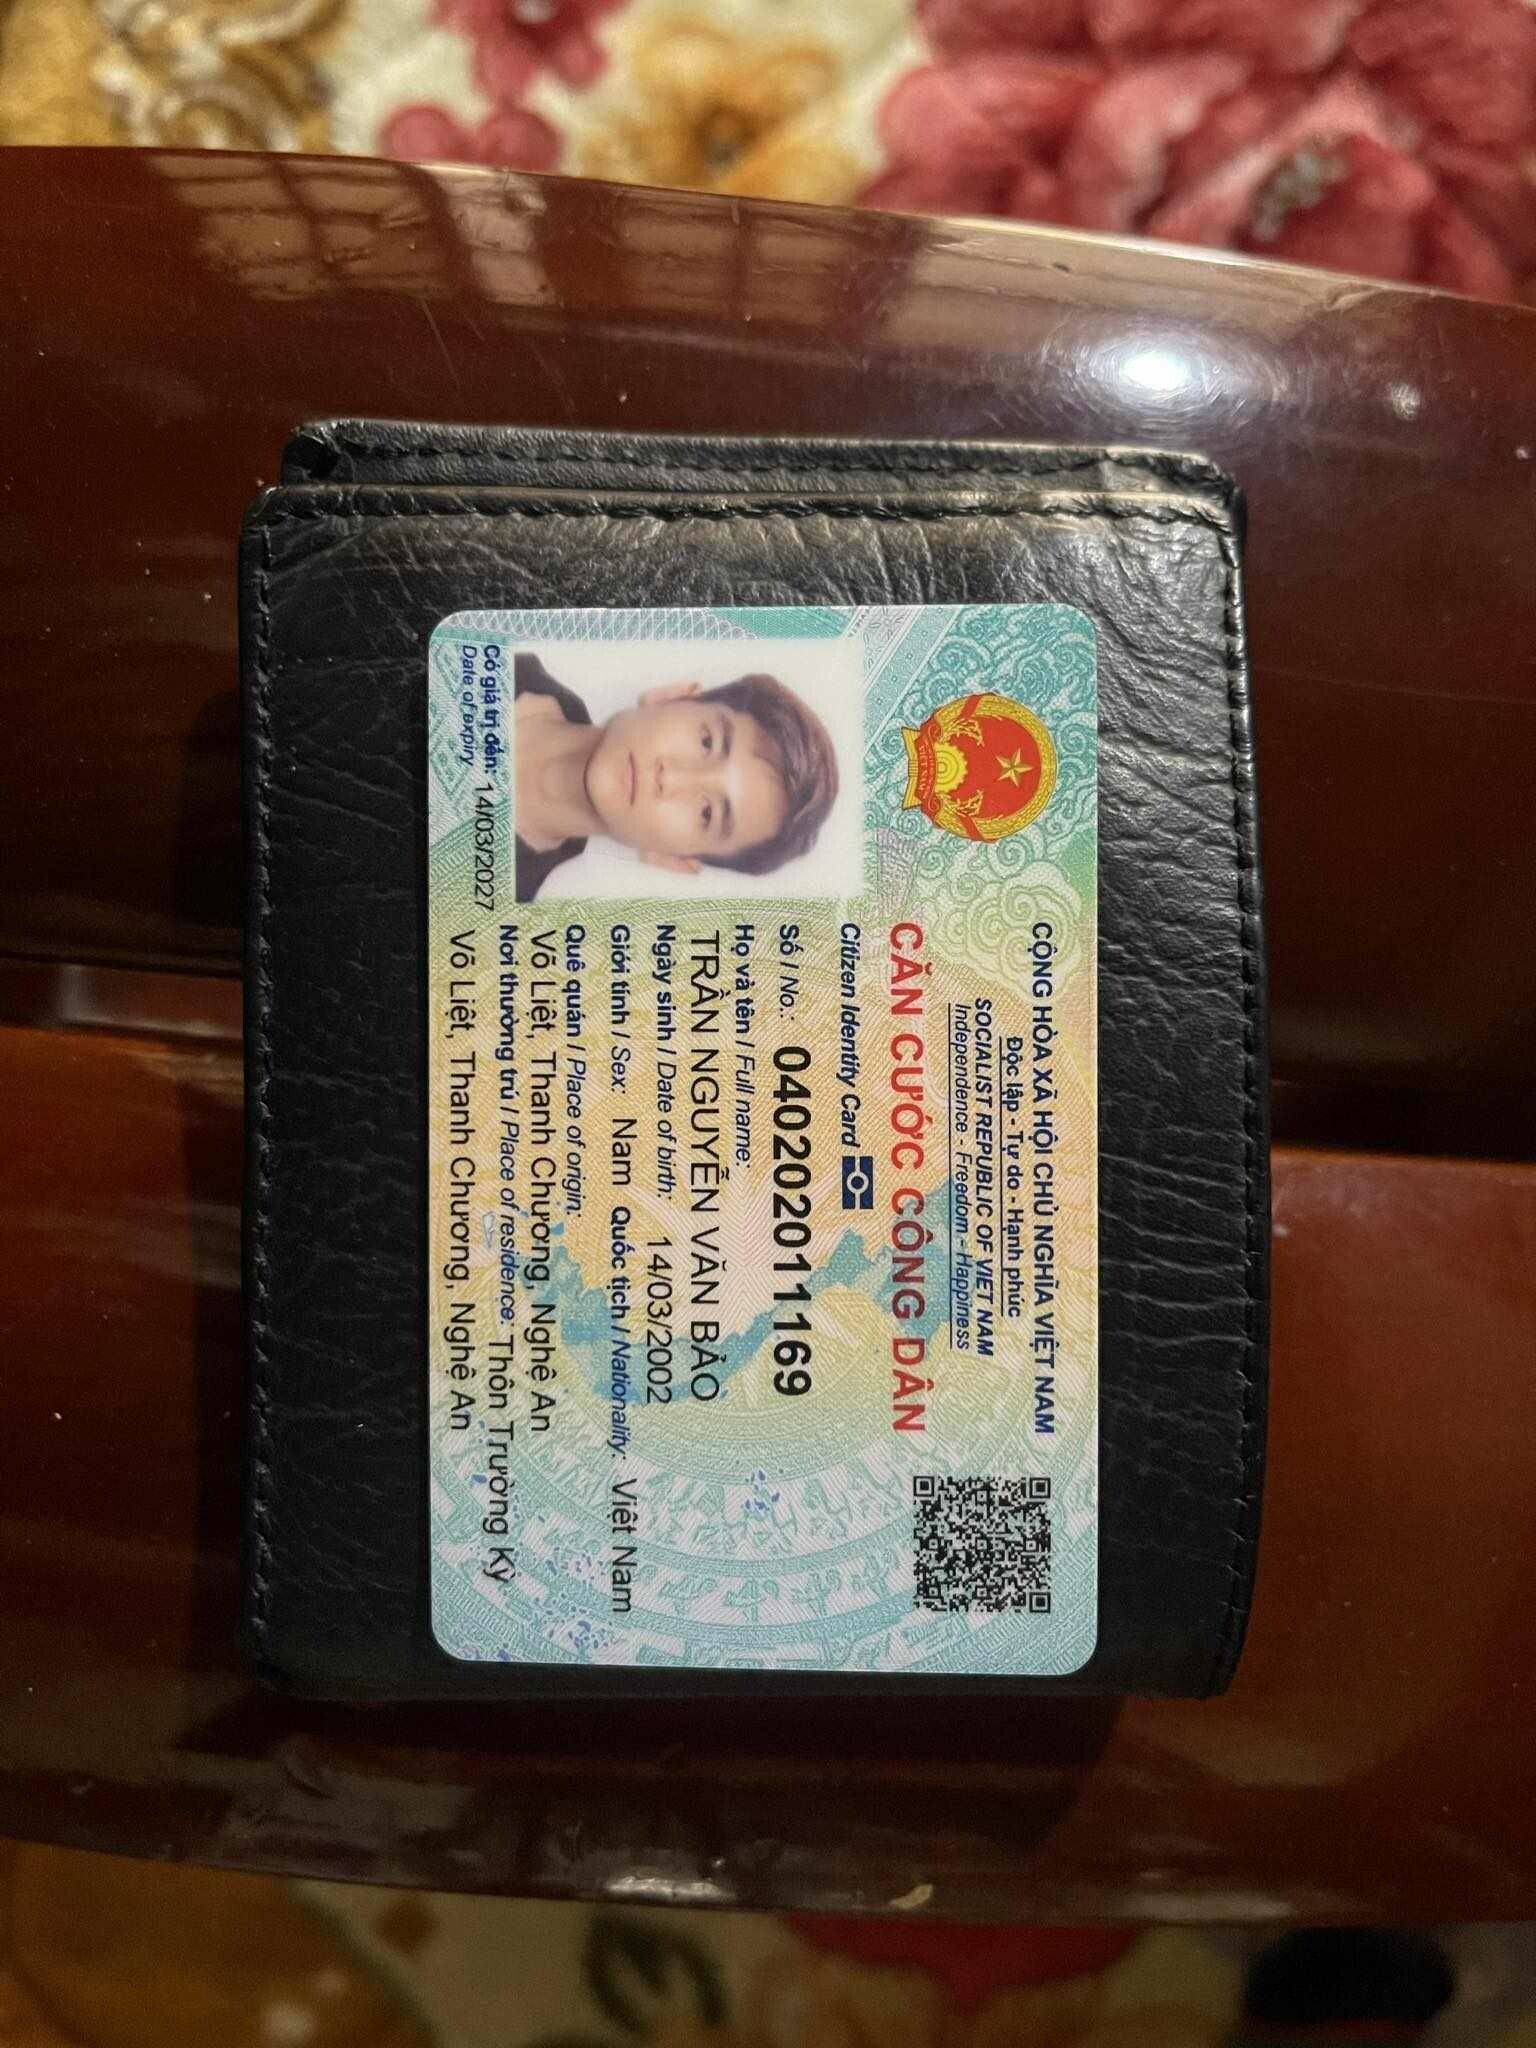 CỘNG HÒA XÃ HỘI CHỦ NGHĨA VIỆT NAM
Độc lập - Tự do - Hạnh phúc
SOCIALIST REPUBLIC OF VIET NAM
Independence - Freedom - Happiness
CĂN CƯỚC CÔNG DÂN
Citizen Identity Card
Số / No.: 040202011169
Họ và tên / Full name:
TRẦN NGUYỄN VĂN BẢO
Ngày sinh / Date of birth: 14/03/2002
Giới tính / Sex: Nam Quốc tịch / Nationality: Việt Nam
Quê quán / Place of origin:
Võ Liệt, Thanh Chương, Nghệ An
Nơi thường trú / Place of residence: Thôn Trường Kỳ
Võ Liệt, Thanh Chương, Nghệ An
Có giá trị đến: 14/03/2027
Date of expiry